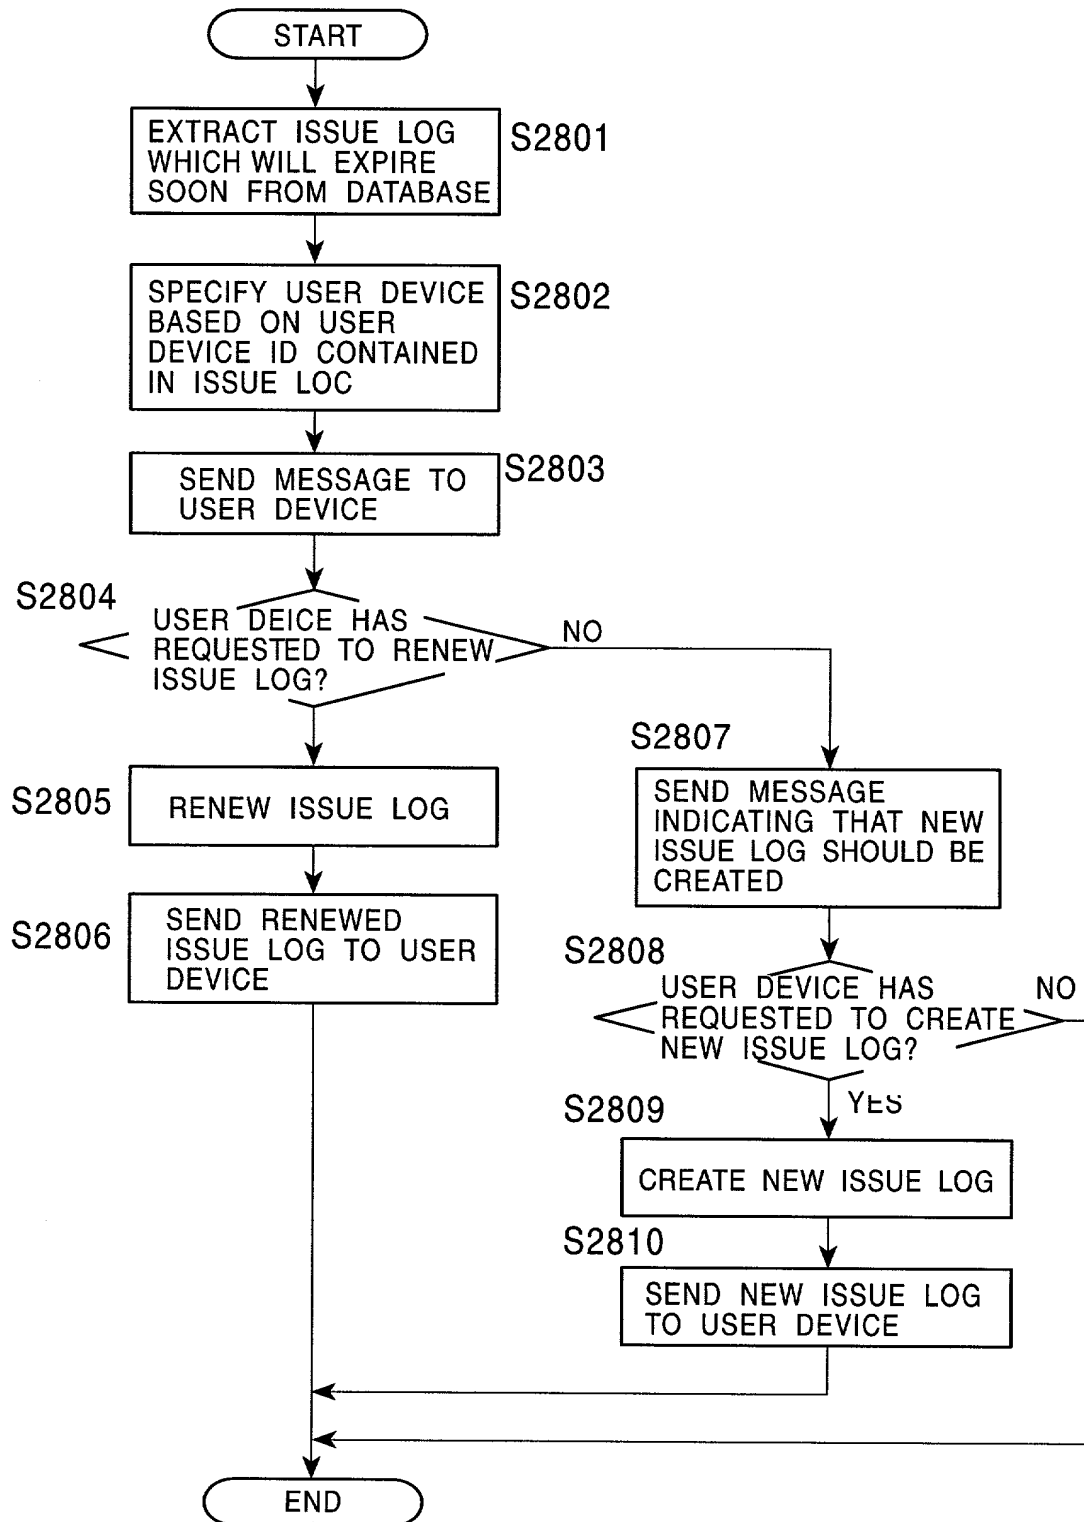 START
EXTRACT ISSUE LOG
WHICH WILL EXPIRE
SOON FROM DATABASE
S2801
SPECIFY USER DEVICE
BASED ON USER
DEVICE ID CONTAINED
IN ISSUE LOC
S2802
SEND MESSAGE TO
USER DEVICE
S2803
S2804
USER DEICE HAS
REQUESTED TO RENEW
ISSUE LOG?
NO
S2805
RENEW ISSUE LOG
S2806
SEND RENEWED
ISSUE LOG TO USER
DEVICE
S2807
SEND MESSAGE
INDICATING THAT NEW
ISSUE LOG SHOULD BE
CREATED
S2808
USER DEVICE HAS
REQUESTED TO CREATE
NEW ISSUE LOG?
NO
YES
S2809
CREATE NEW ISSUE LOG
S2810
SEND NEW ISSUE LOG
TO USER DEVICE
END